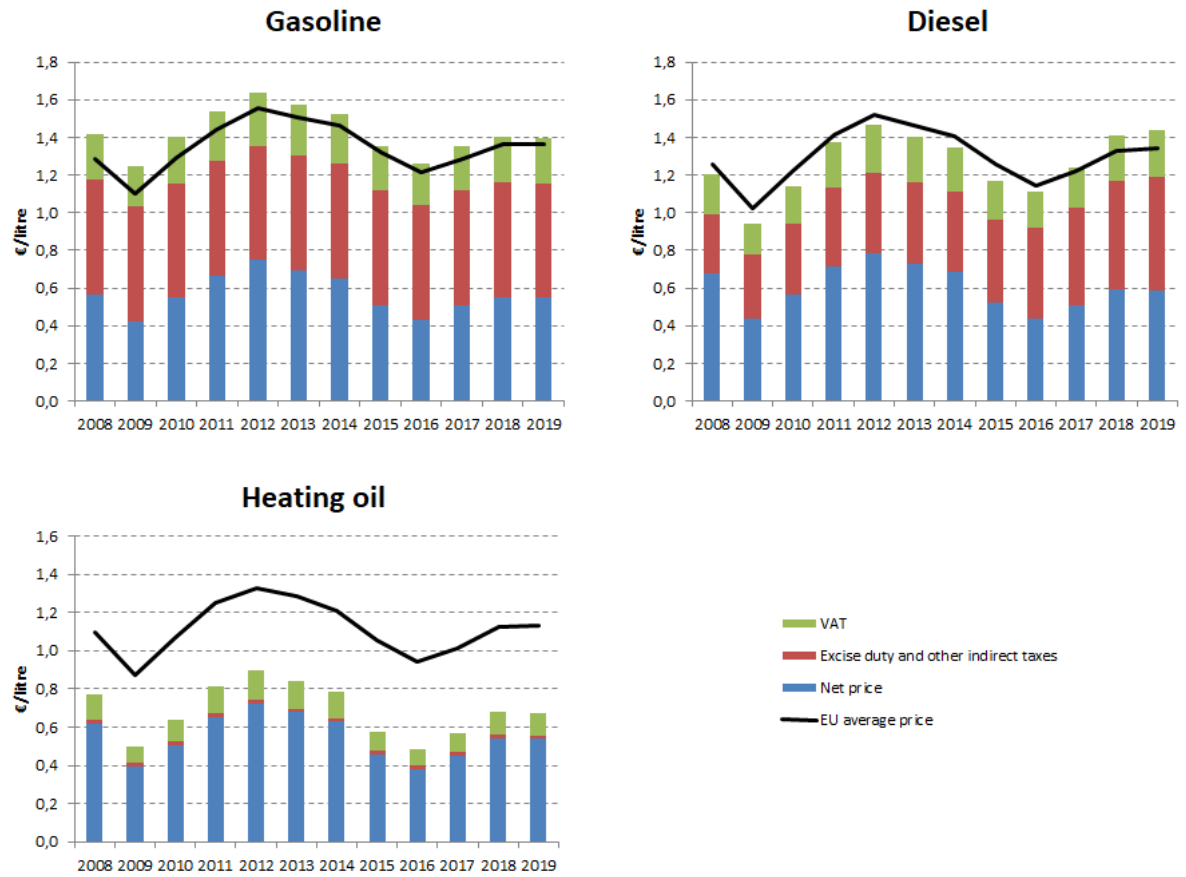 Gasoline
€/litre
1,8
1,6
1,4
1,2
1,0
0,8
0,6
0,4
0,2
0,0
2008 2009 2010 2011 2012 2013 2014 2015 2016 2017 2018 2019
Diesel
€/litre
1,8
1,6
1,4
1,2
1,0
0,8
0,6
0,4
0,2
0,0
2008 2009 2010 2011 2012 2013 2014 2015 2016 2017 2018 2019
Heating oil
€/litre
1,6
1,4
1,2
1,0
0,8
0,6
0,4
0,2
0,0
2008 2009 2010 2011 2012 2013 2014 2015 2016 2017 2018 2019
VAT
Excise duty and other indirect taxes
Net price
EU average price